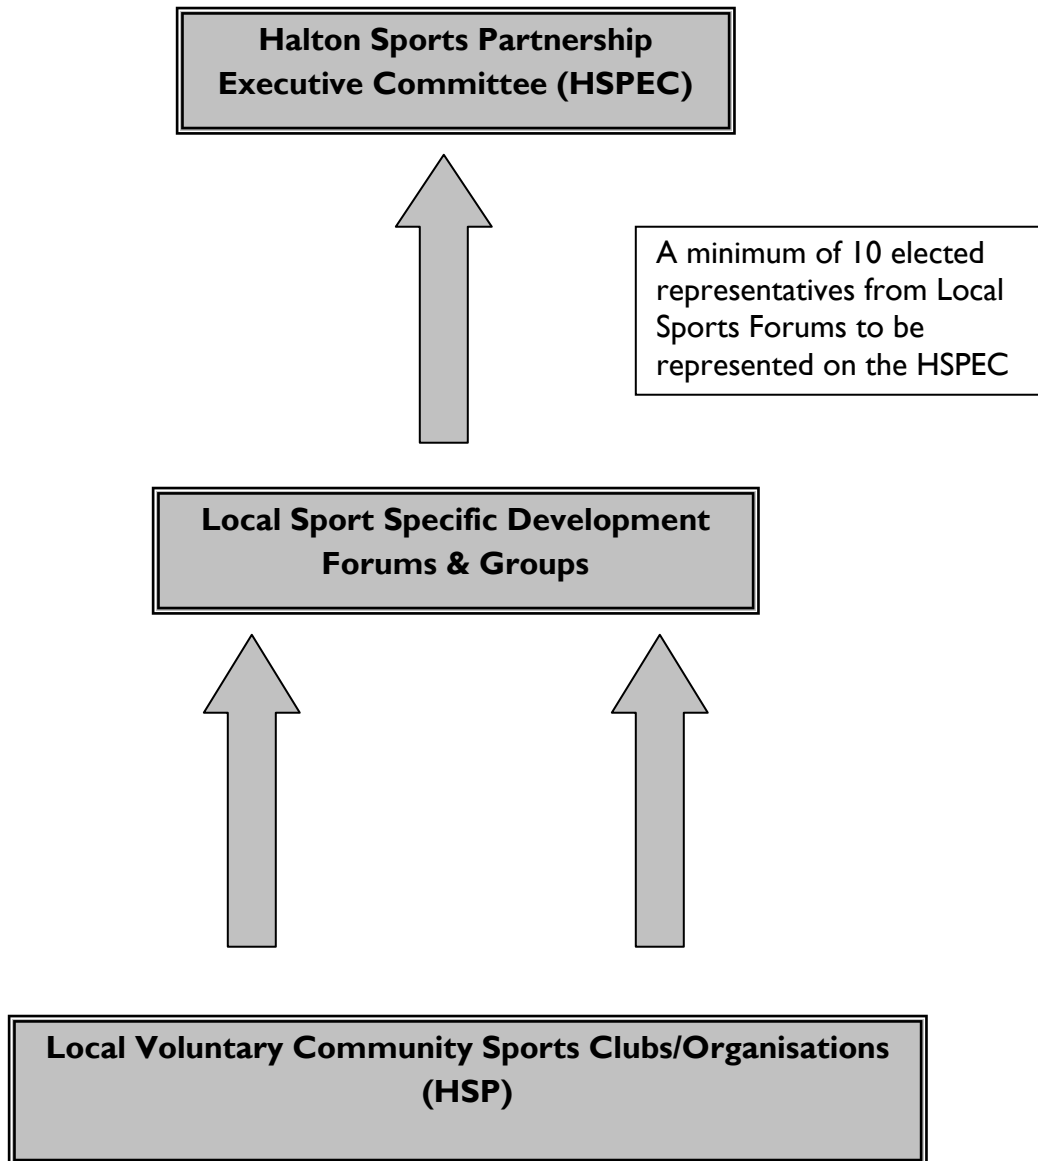 Halton Sports Partnership
Executive Committee (HSPEC)
A minimum of 10 elected
representatives from Local
Sports Forums to be
represented on the HSPEC
Local Sport Specific Development
Forums & Groups
Local Voluntary Community Sports Clubs/Organisations
(HSP)